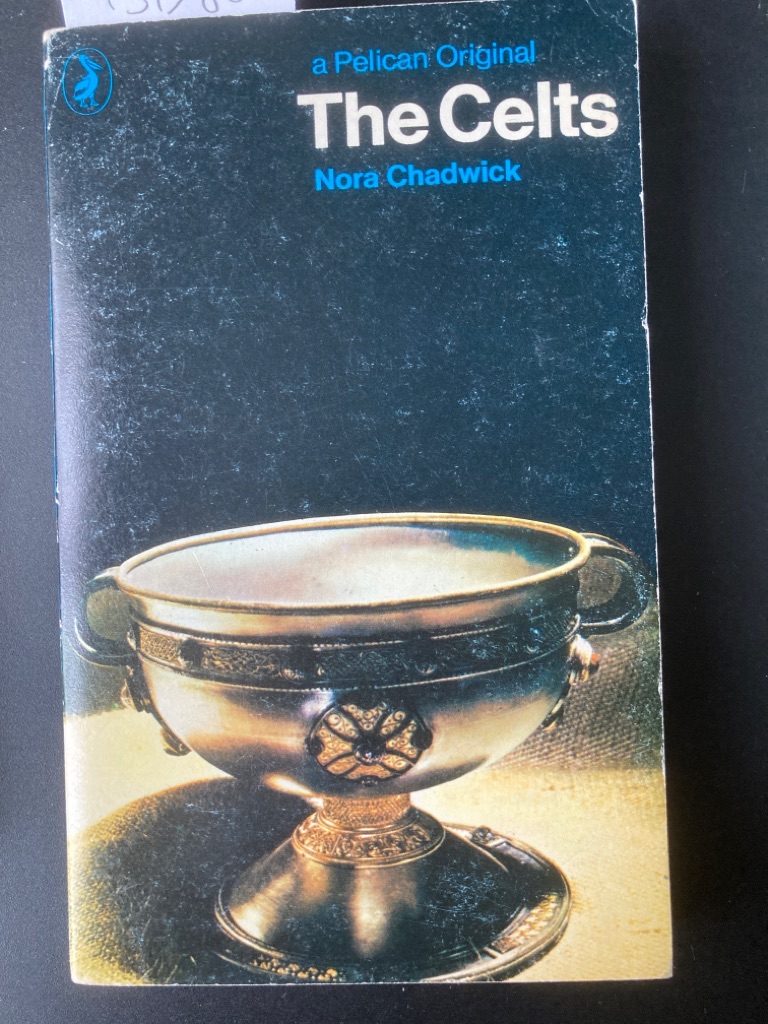 a Pelican Original
The Celts
Nora Chadwick